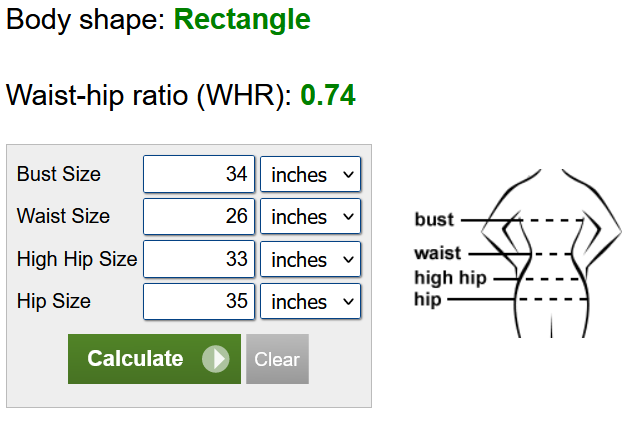 Body shape: Rectangle
Waist-hip ratio (WHR): 0.74
Bust Size 34 inches
Waist Size 26 inches
High Hip Size 33 inches
Hip Size 35 inches
Calculate Clear
bust
waist
high hip
hip